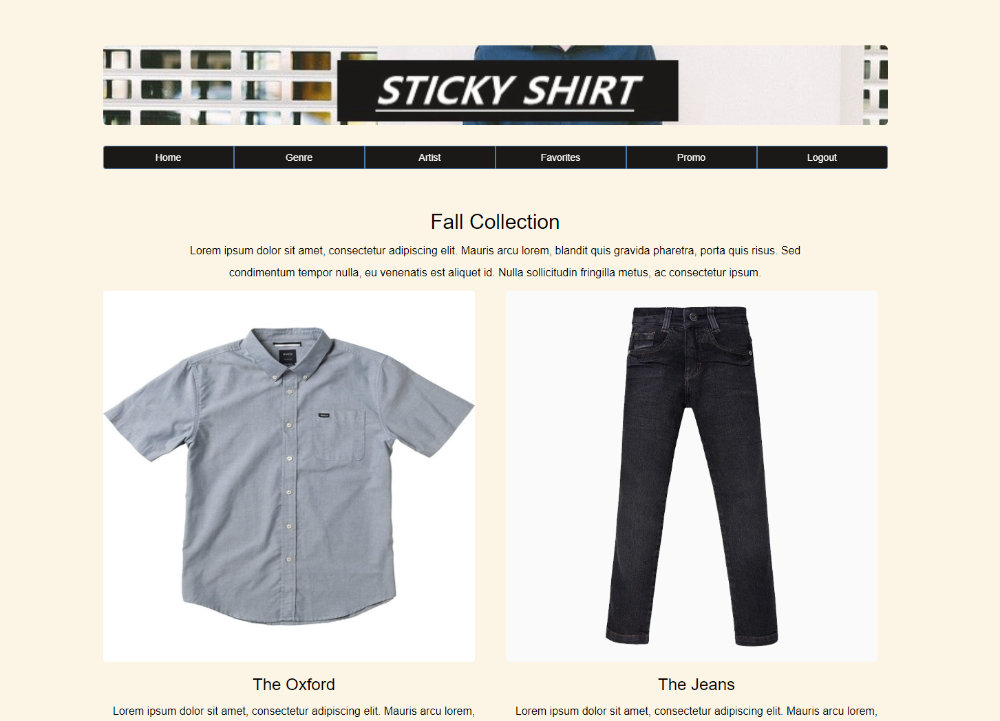 STICKY SHIRT
Home Genre Artist Favorites Promo Logout
Fall Collection
Lorem ipsum dolor sit amet, consectetur adipiscing elit. Mauris arcu lorem, blandit quis gravida pharetra, porta quis risus. Sed
condimentum tempor nulla, eu venenatis est aliquet id. Nulla sollicitudin fringilla metus, ac consectetur ipsum.
RVCA
The Oxford
The Jeans
Lorem ipsum dolor sit amet, consectetur adipiscing elit. Mauris arcu lorem,
Lorem ipsum dolor sit amet, consectetur adipiscing elit. Mauris arcu lorem,